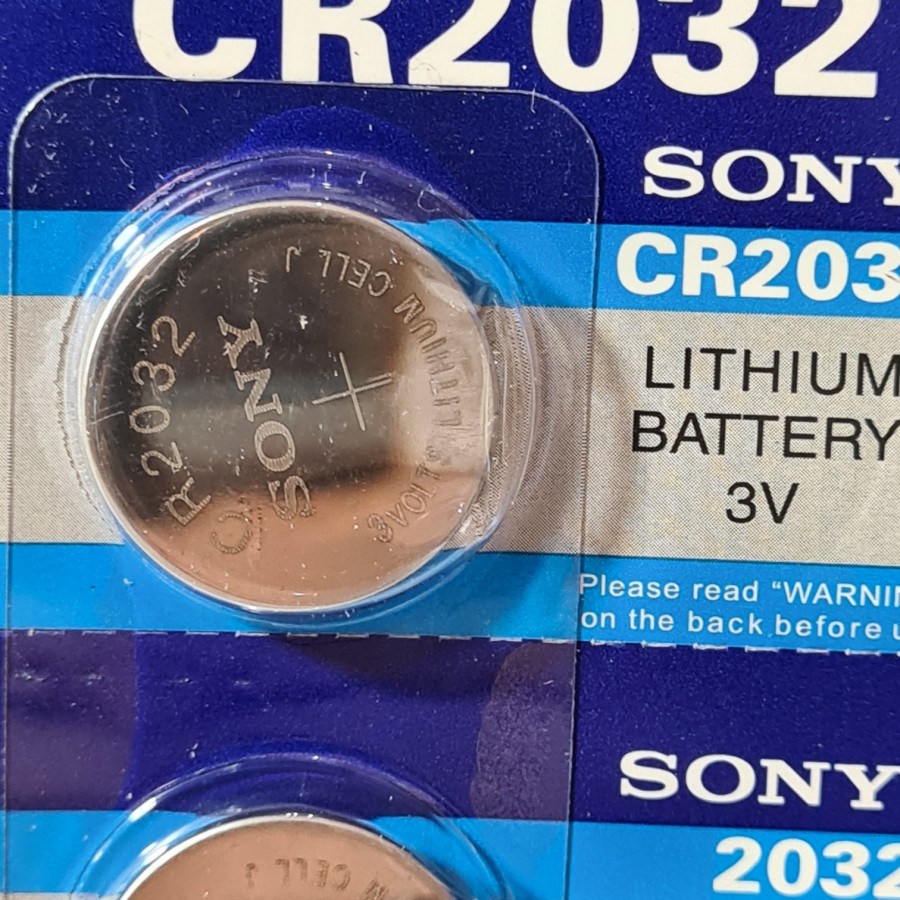 CR2032
SONY
CR203
LITHIUM
BATTERY
3V
Please read “WARNIN
on the back before u
SONY
CR2032
LITHIUM CELL J
3VOLTS
SONY
2032
CELL J